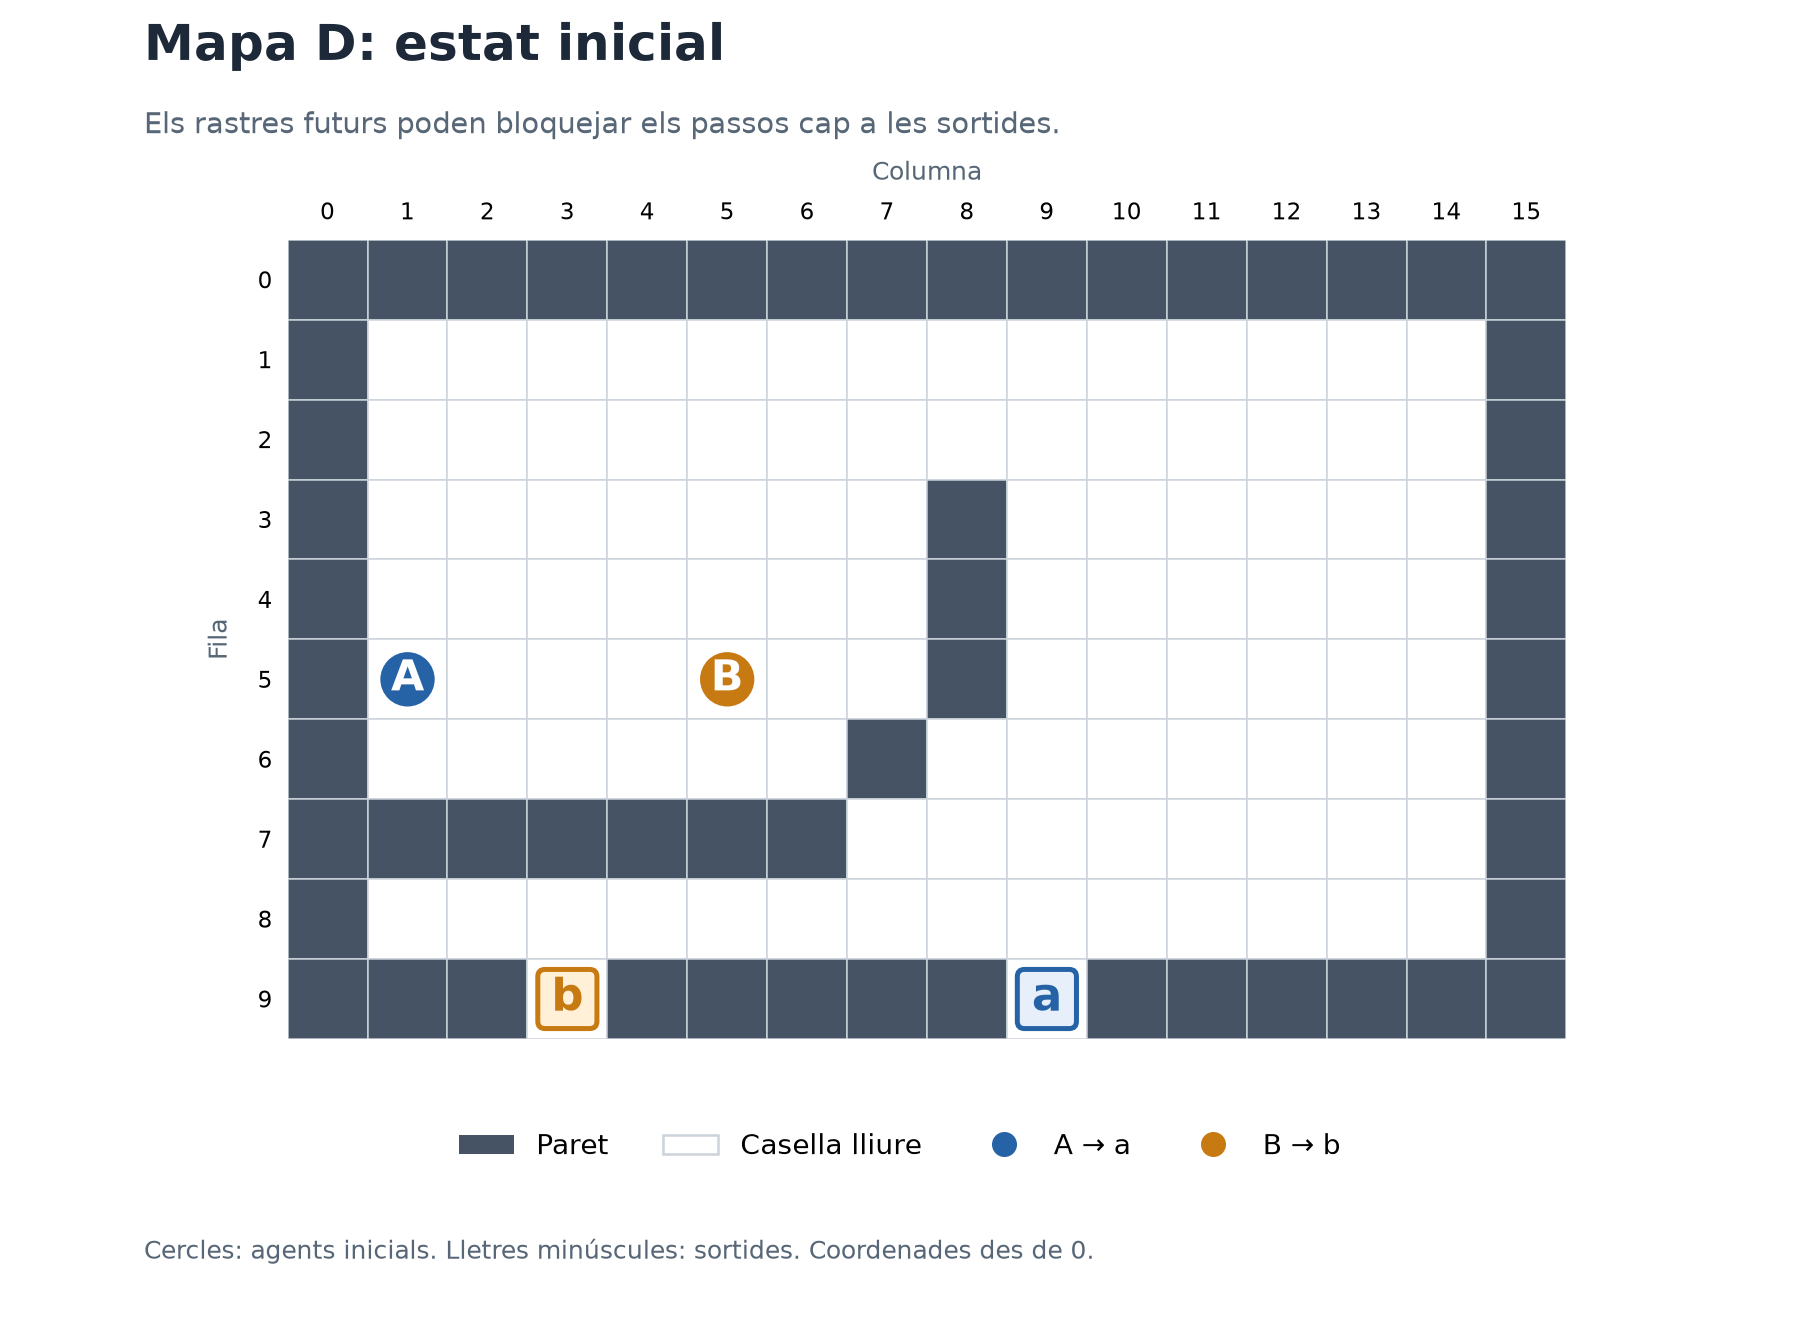 Mapa D: estat inicial
Els rastres futurs poden bloquejar els passos cap a les sortides.
Columna
0 1 2 3 4 5 6 7 8 9 10 11 12 13 14 15
0
1
2
3
4
Fila
5 A B
6
7
8
9 b a
Paret Casella lliure A → a B → b
Cercles: agents inicials. Lletres minúscules: sortides. Coordenades des de 0.